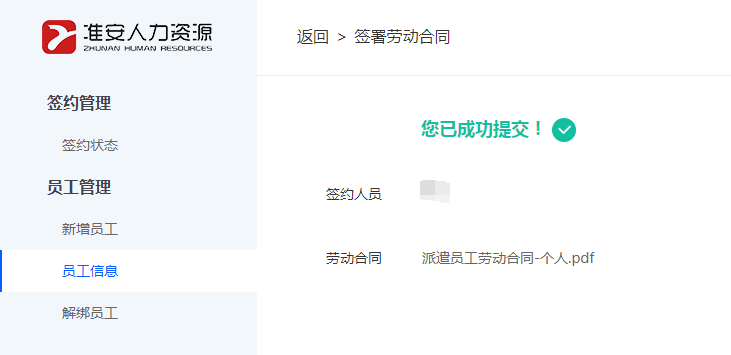 淮安人力资源
ZHUNAN HUMAN RESOURCES
签约管理
签约状态
员工管理
新增员工
员工信息
解绑员工
返回 > 签署劳动合同
您已成功提交！
签约人员
劳动合同 派遣员工劳动合同-个人.pdf